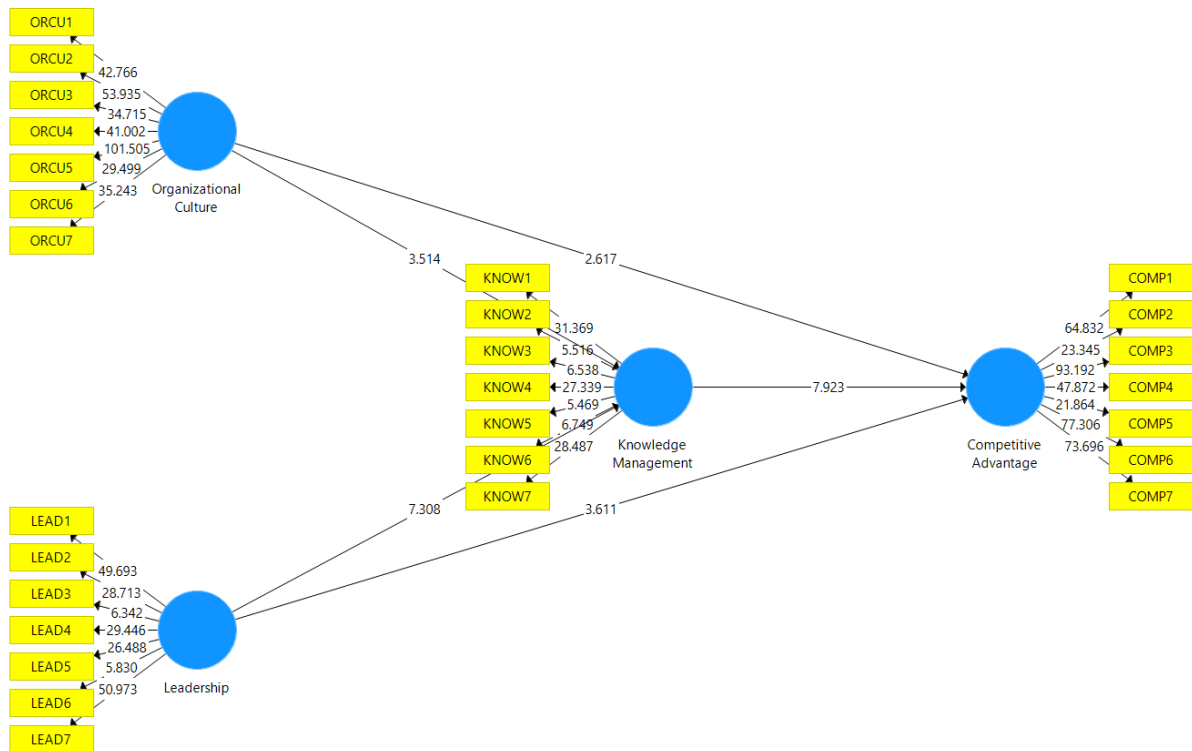 ORCU1
ORCU2
ORCU3
ORCU4
ORCU5
ORCU6
ORCU7
42.766
53.935
34.715
41.002
101.505
29.499
35.243
Organizational
Culture
3.514
2.617
KNOW1
KNOW2
KNOW3
KNOW4
KNOW5
KNOW6
KNOW7
31.369
5.516
6.538
27.339
5.469
6.749
28.487
Knowledge
Management
7.923
COMP1
COMP2
COMP3
COMP4
COMP5
COMP6
COMP7
64.832
23.345
93.192
47.872
21.864
77.306
73.696
Competitive
Advantage
7.308
3.611
LEAD1
LEAD2
LEAD3
LEAD4
LEAD5
LEAD6
LEAD7
49.693
28.713
6.342
29.446
26.488
5.830
50.973
Leadership